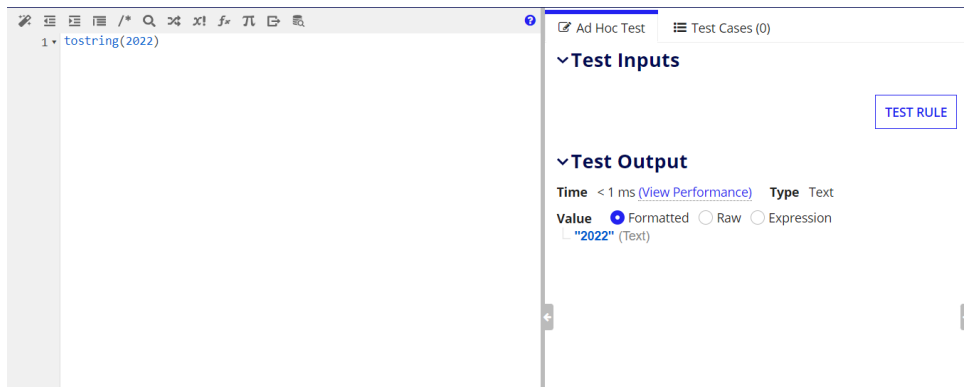 /* x! fx π
1 tostring(2022)
Ad Hoc Test Test Cases (0)
Test Inputs
TEST RULE
Test Output
Time < 1 ms (View Performance) Type Text
Value Formatted Raw Expression
"2022" (Text)